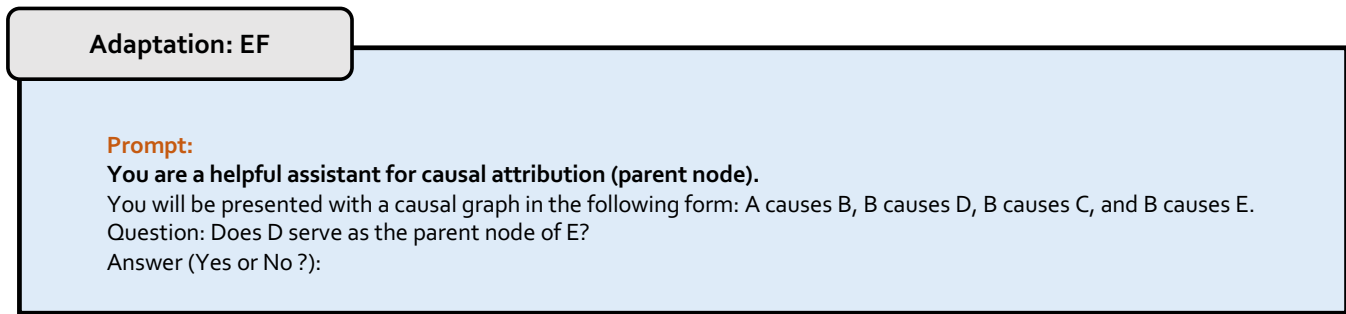 Adaptation: EF
Prompt:
You are a helpful assistant for causal attribution (parent node).
You will be presented with a causal graph in the following form: A causes B, B causes D, B causes C, and B causes E.
Question: Does D serve as the parent node of E?
Answer (Yes or No ?):